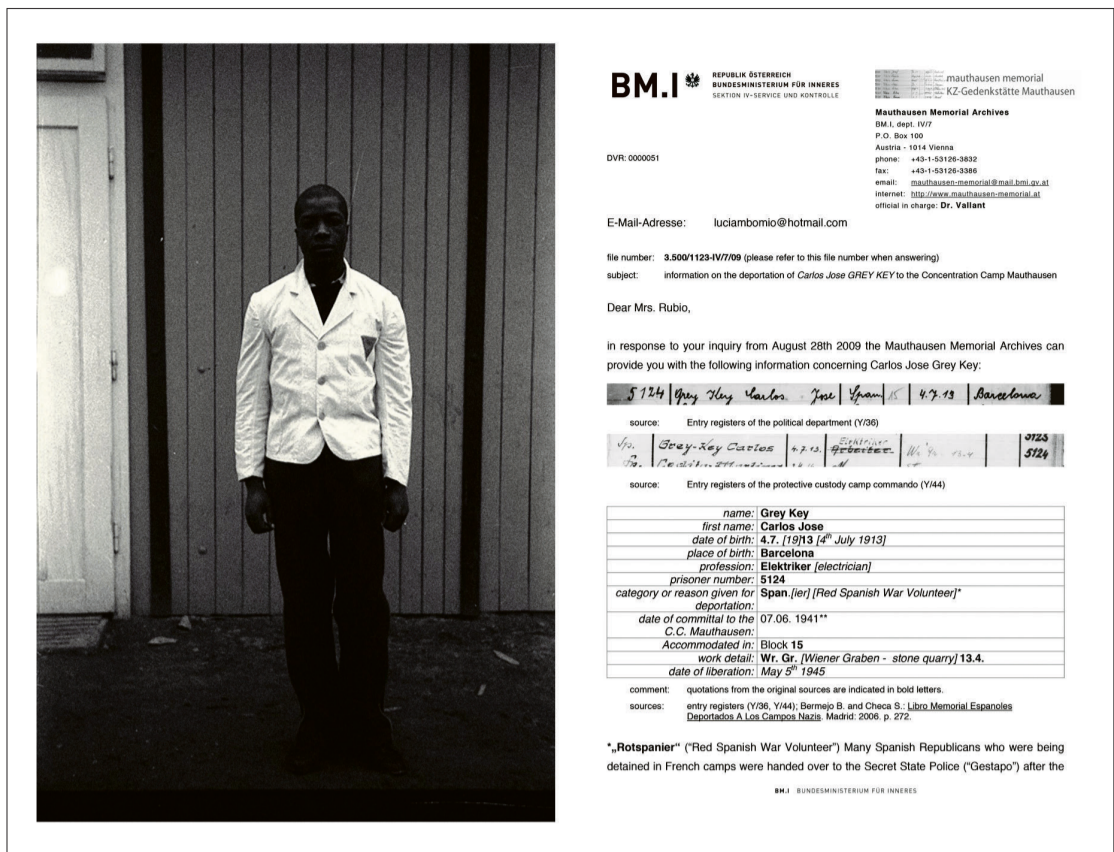 BM.I
REPUBLIK ÖSTERREICH
BUNDESMINISTERIUM FÜR INNERES
SEKTION IV–SERVICE UND KONTROLLE
mauthausen memorial
KZ-Gedenkstätte Mauthausen
Mauthausen Memorial Archives
BM.I, dept. IV/7
P.O. Box 100
Austria - 1014 Vienna
phone: +43-1-53126-3832
fax: +43-1-53126-3386
email: mauthausen-memorial@mail.bmi.gv.at
internet: http://www.mauthausen-memorial.at
official in charge: Dr. Vallant
DVR: 0000051
E-Mail-Adresse: luciambomio@hotmail.com
file number: 3.500/1123-IV/7/09 (please refer to this file number when answering)
subject: information on the deportation of Carlos Jose GREY KEY to the Concentration Camp Mauthausen
Dear Mrs. Rubio,
in response to your inquiry from August 28th 2009 the Mauthausen Memorial Archives can
provide you with the following information concerning Carlos Jose Grey Key:
5124 Grey Key Carlos Jose Span 15 4.7.13 Barcelona
source: Entry registers of the political department (Y/36)
5123
Spa. Grey-Key Carlos 4.7.13. Elektriker Arbeiter 5124
source: Entry registers of the protective custody camp commando (Y/44)
name: Grey Key
first name: Carlos Jose
date of birth: 4.7. [19]13 [4th July 1913]
place of birth: Barcelona
profession: Elektriker [electrician]
prisoner number: 5124
category or reason given for Span.[ier] [Red Spanish War Volunteer]*
deportation:
date of committal to the 07.06. 1941**
C.C. Mauthausen:
Accommodated in: Block 15
work detail: Wr. Gr. [Wiener Graben - stone quarry] 13.4.
date of liberation: May 5th 1945
comment: quotations from the original sources are indicated in bold letters.
sources: entry registers (Y/36, Y/44); Bermejo B. and Checa S.: Libro Memorial Espanoles
Deportados A Los Campos Nazis. Madrid: 2006. p. 272.
*„Rotspanier“ (“Red Spanish War Volunteer”) Many Spanish Republicans who were being
detained in French camps were handed over to the Secret State Police (“Gestapo”) after the
BM.I BUNDESMINISTERIUM FÜR INNERES